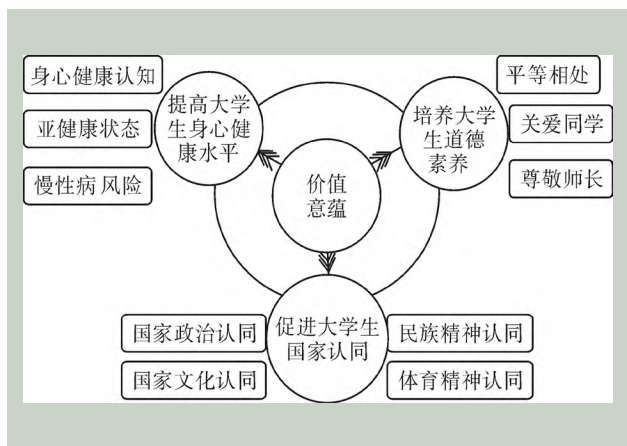 身心健康认知
亚健康状态
慢性病风险
提高大学
生身心健
康水平
价值
意蕴
培养大学
生道德
素养
平等相处
关爱同学
尊敬师长
国家政治认同
国家文化认同
促进大学生
国家认同
民族精神认同
体育精神认同